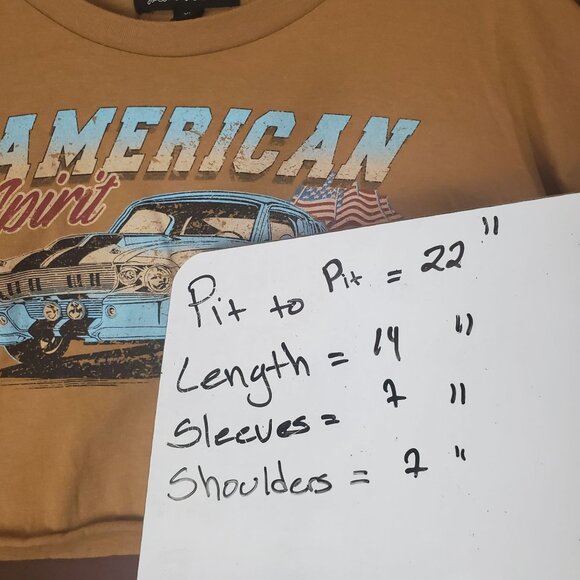 AMERICAN
Spirit
Pit to Pit = 22"
Length = 14"
Sleeves = 7"
Shoulders = 7"